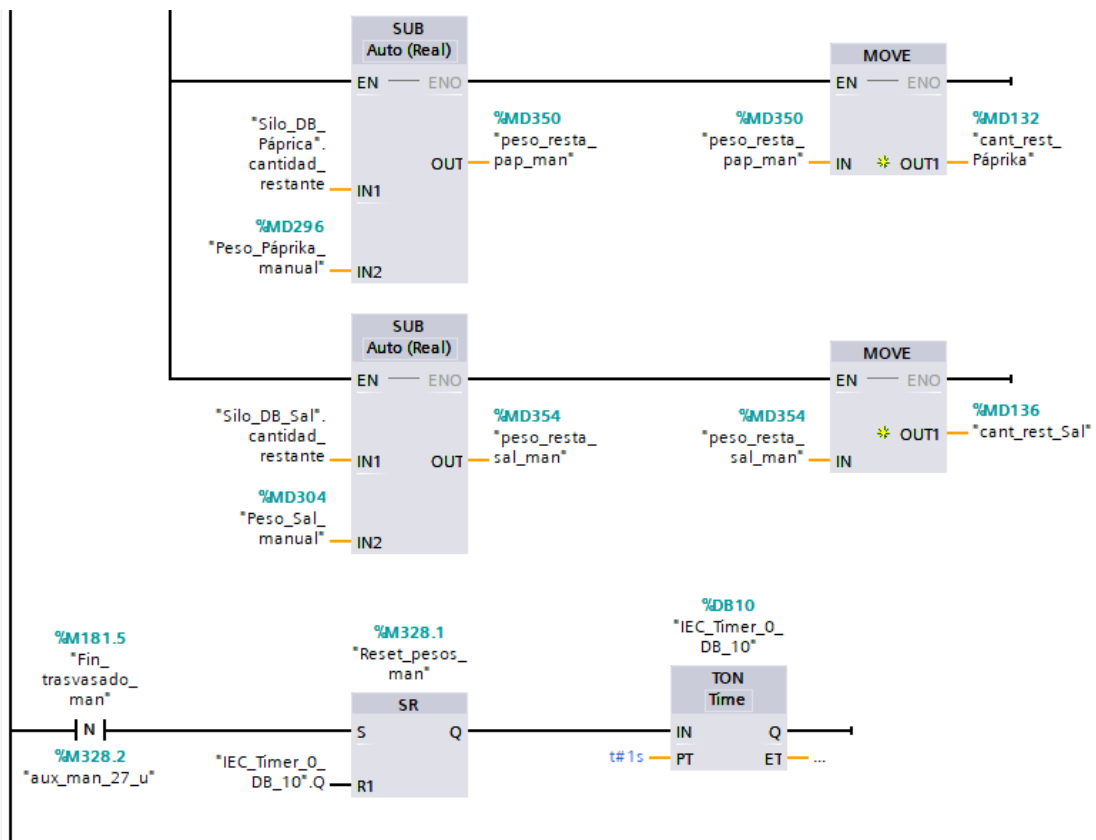 SUB
Auto (Real)
MOVE
EN ENO
EN ENO
"Silo_DB_
Páprica".
cantidad_
restante
IN1
OUT
%MD350
"peso_resta_
pap_man"
%MD350
"peso_resta_
pap_man"
IN
OUT1
%MD132
"cant_rest_
Páprika"
%MD296
"Peso_Páprika_
manual"
IN2
SUB
Auto (Real)
MOVE
EN ENO
EN ENO
"Silo_DB_Sal".
cantidad_
restante
IN1
OUT
%MD354
"peso_resta_
sal_man"
%MD354
"peso_resta_
sal_man"
IN
OUT1
%MD136
"cant_rest_Sal"
%MD304
"Peso_Sal_
manual"
IN2
%M181.5
"Fin_
trasvasado_
man"
N
%M328.2
"aux_man_27_u"
%M328.1
"Reset_pesos_
man"
SR
S Q
"IEC_Timer_0_
DB_10".Q
R1
%DB10
"IEC_Timer_0_
DB_10"
TON
Time
IN Q
t#1s
PT ET
...